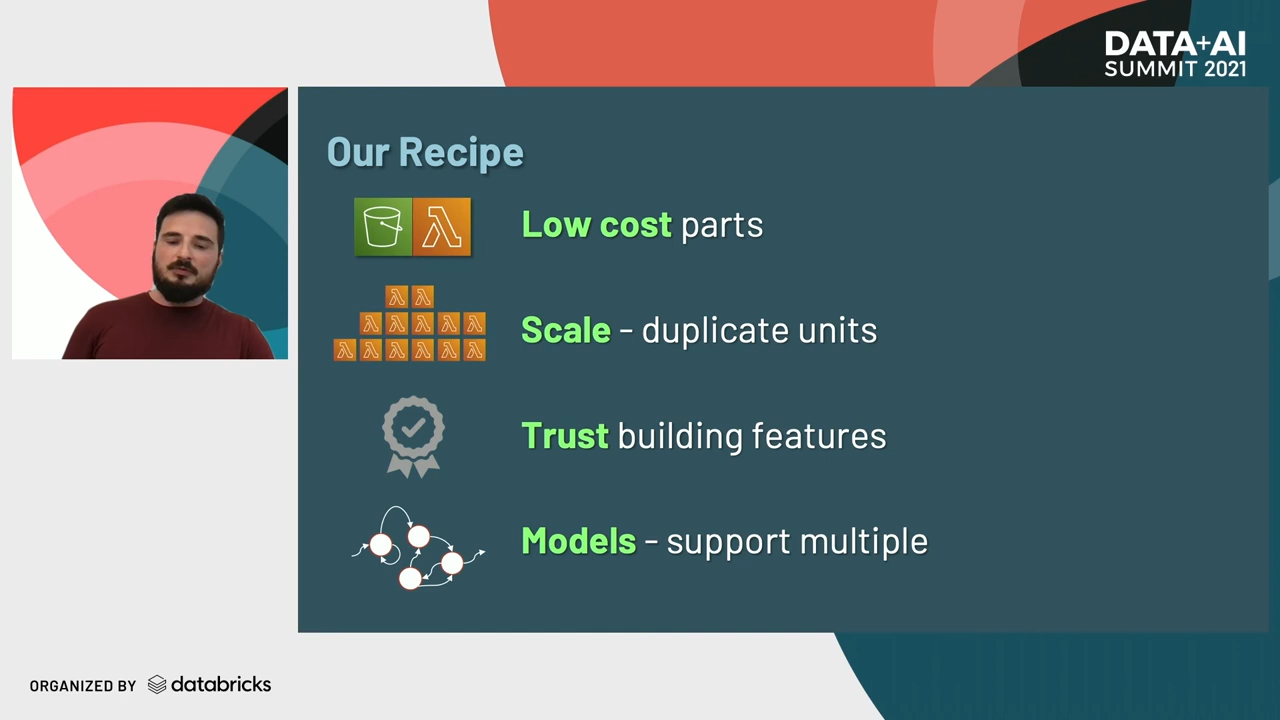 DATA+AI
SUMMIT 2021
Our Recipe
Low cost parts
Scale - duplicate units
Trust building features
Models - support multiple
ORGANIZED BY databricks